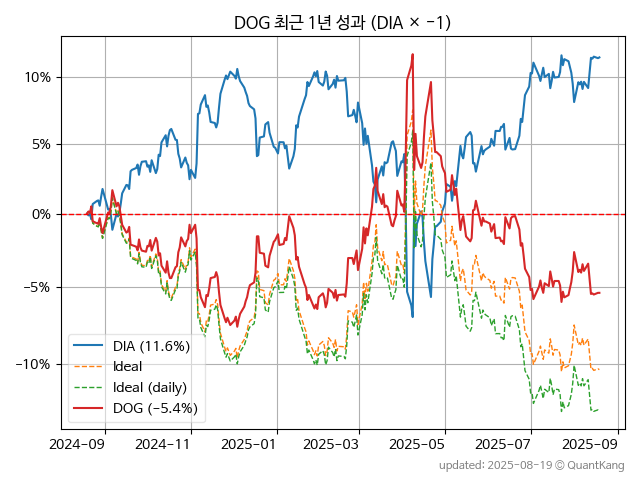 DOG 최근 1년 성과 (DIA × −1)
10%
5%
0%
−5%
−10%
DIA (11.6%)
Ideal
Ideal (daily)
DOG (−5.4%)
2024-09 2024-11 2025-01 2025-03 2025-05 2025-07 2025-09
updated: 2025-08-19 © QuantKang